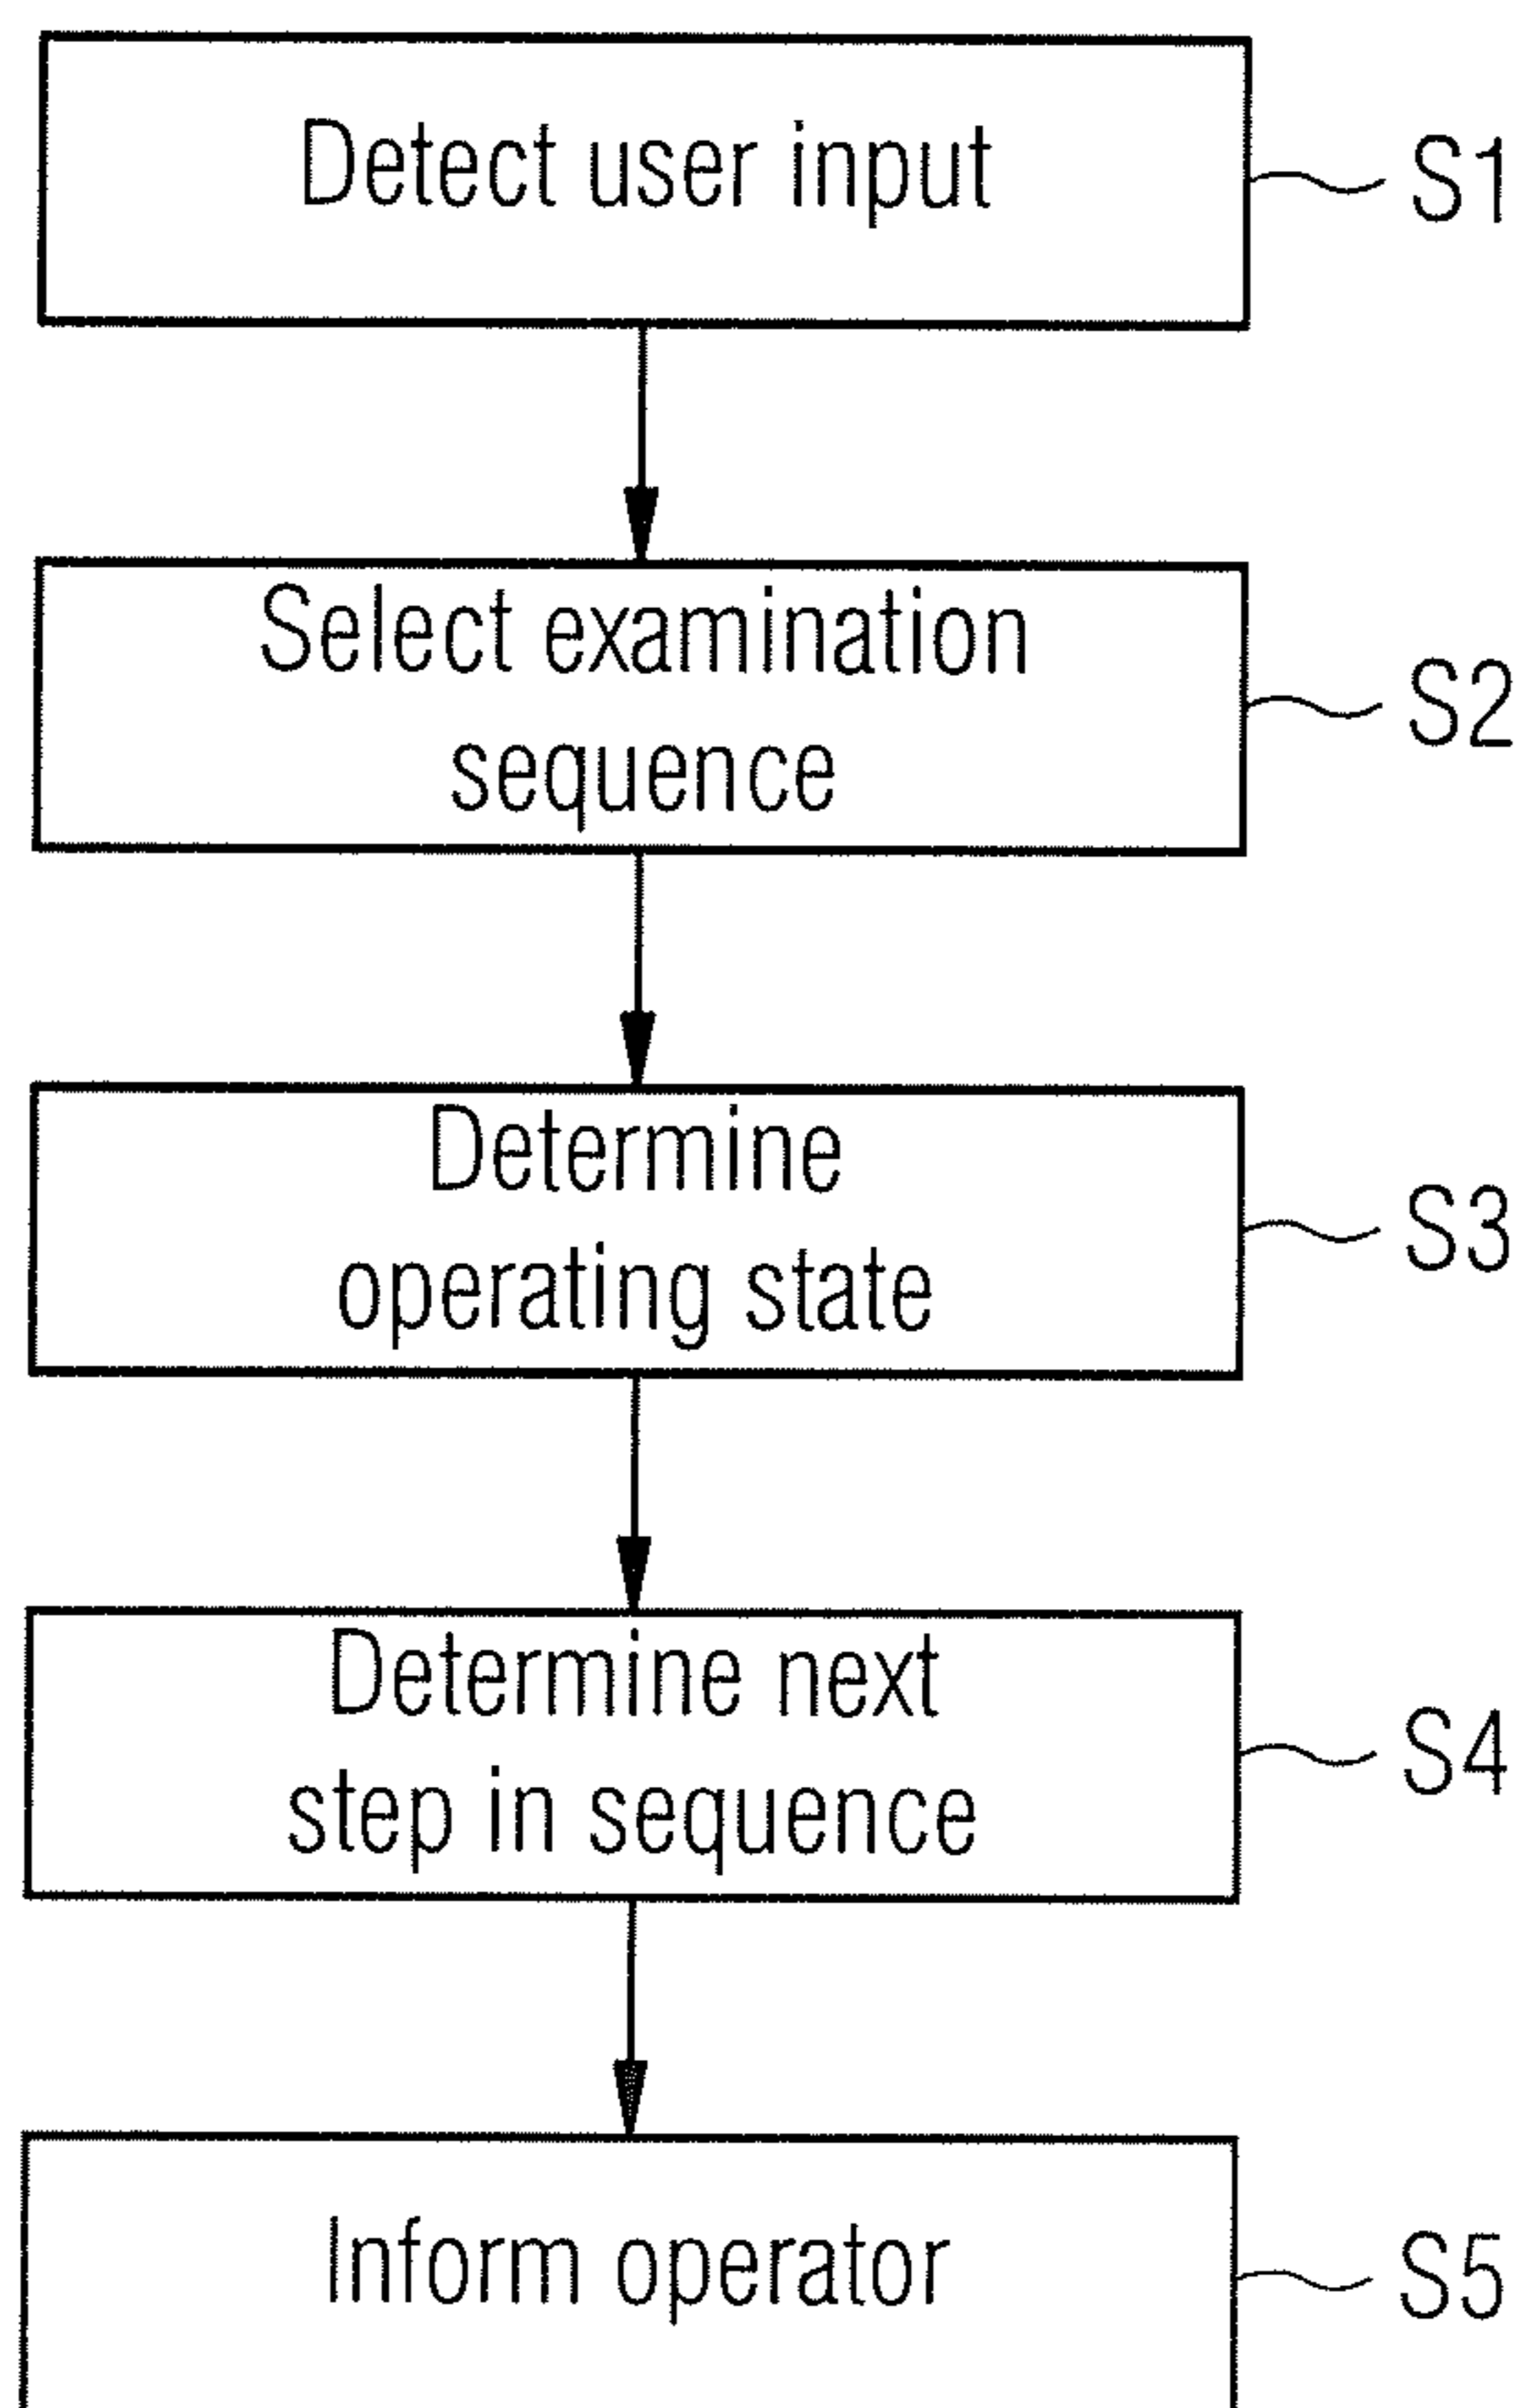 Detect user input
S1
Select examination
sequence
S2
Determine
operating state
S3
Determine next
step in sequence
S4
Inform operator
S5